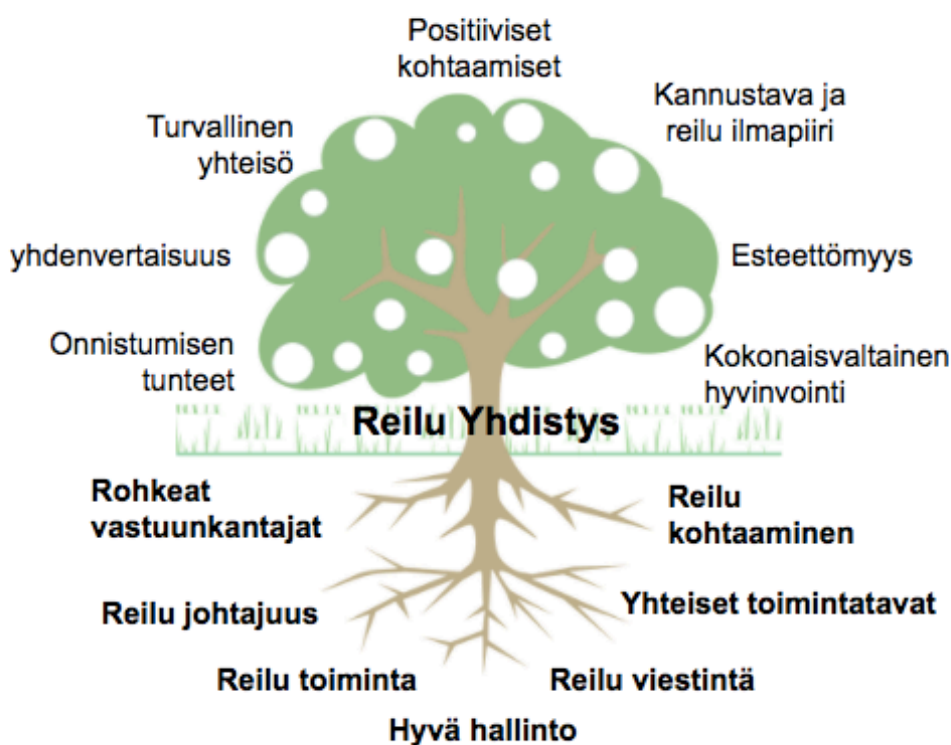 Positiiviset
kohtaamiset
Kannustava ja
reilu ilmapiiri
Turvallinen
yhteisö
yhdenvertaisuus
Esteettömyys
Onnistumisen
tunteet
Kokonaisvaltainen
hyvinvointi
Reilu Yhdistys
Rohkeat
vastuunkantajat
Reilu
kohtaaminen
Reilu johtajuus
Yhteiset toimintatavat
Reilu toiminta
Reilu viestintä
Hyvä hallinto